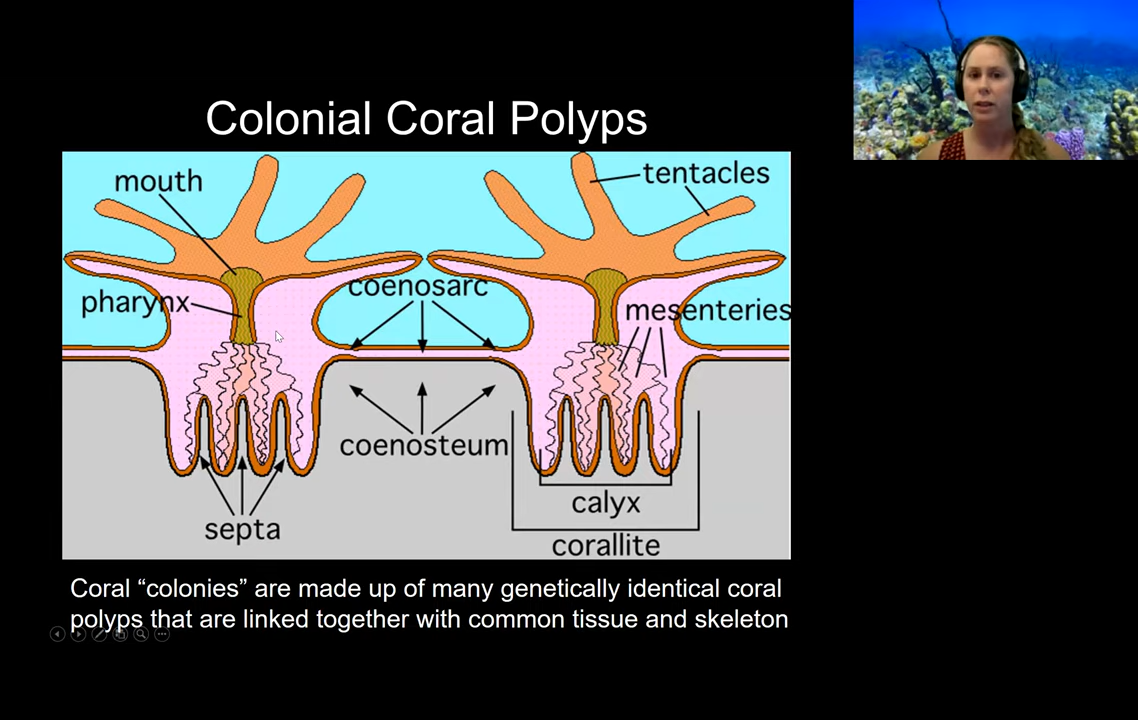 Colonial Coral Polyps
mouth
tentacles
pharynx
coenosarc
mesenteries
coenosteum
septa
calyx
corallite
Coral “colonies” are made up of many genetically identical coral
polyps that are linked together with common tissue and skeleton